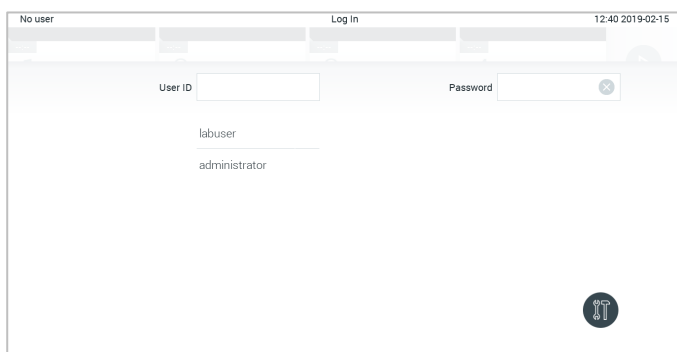 No user Log In 12:40 2019-02-15
User ID Password
labuser
administrator